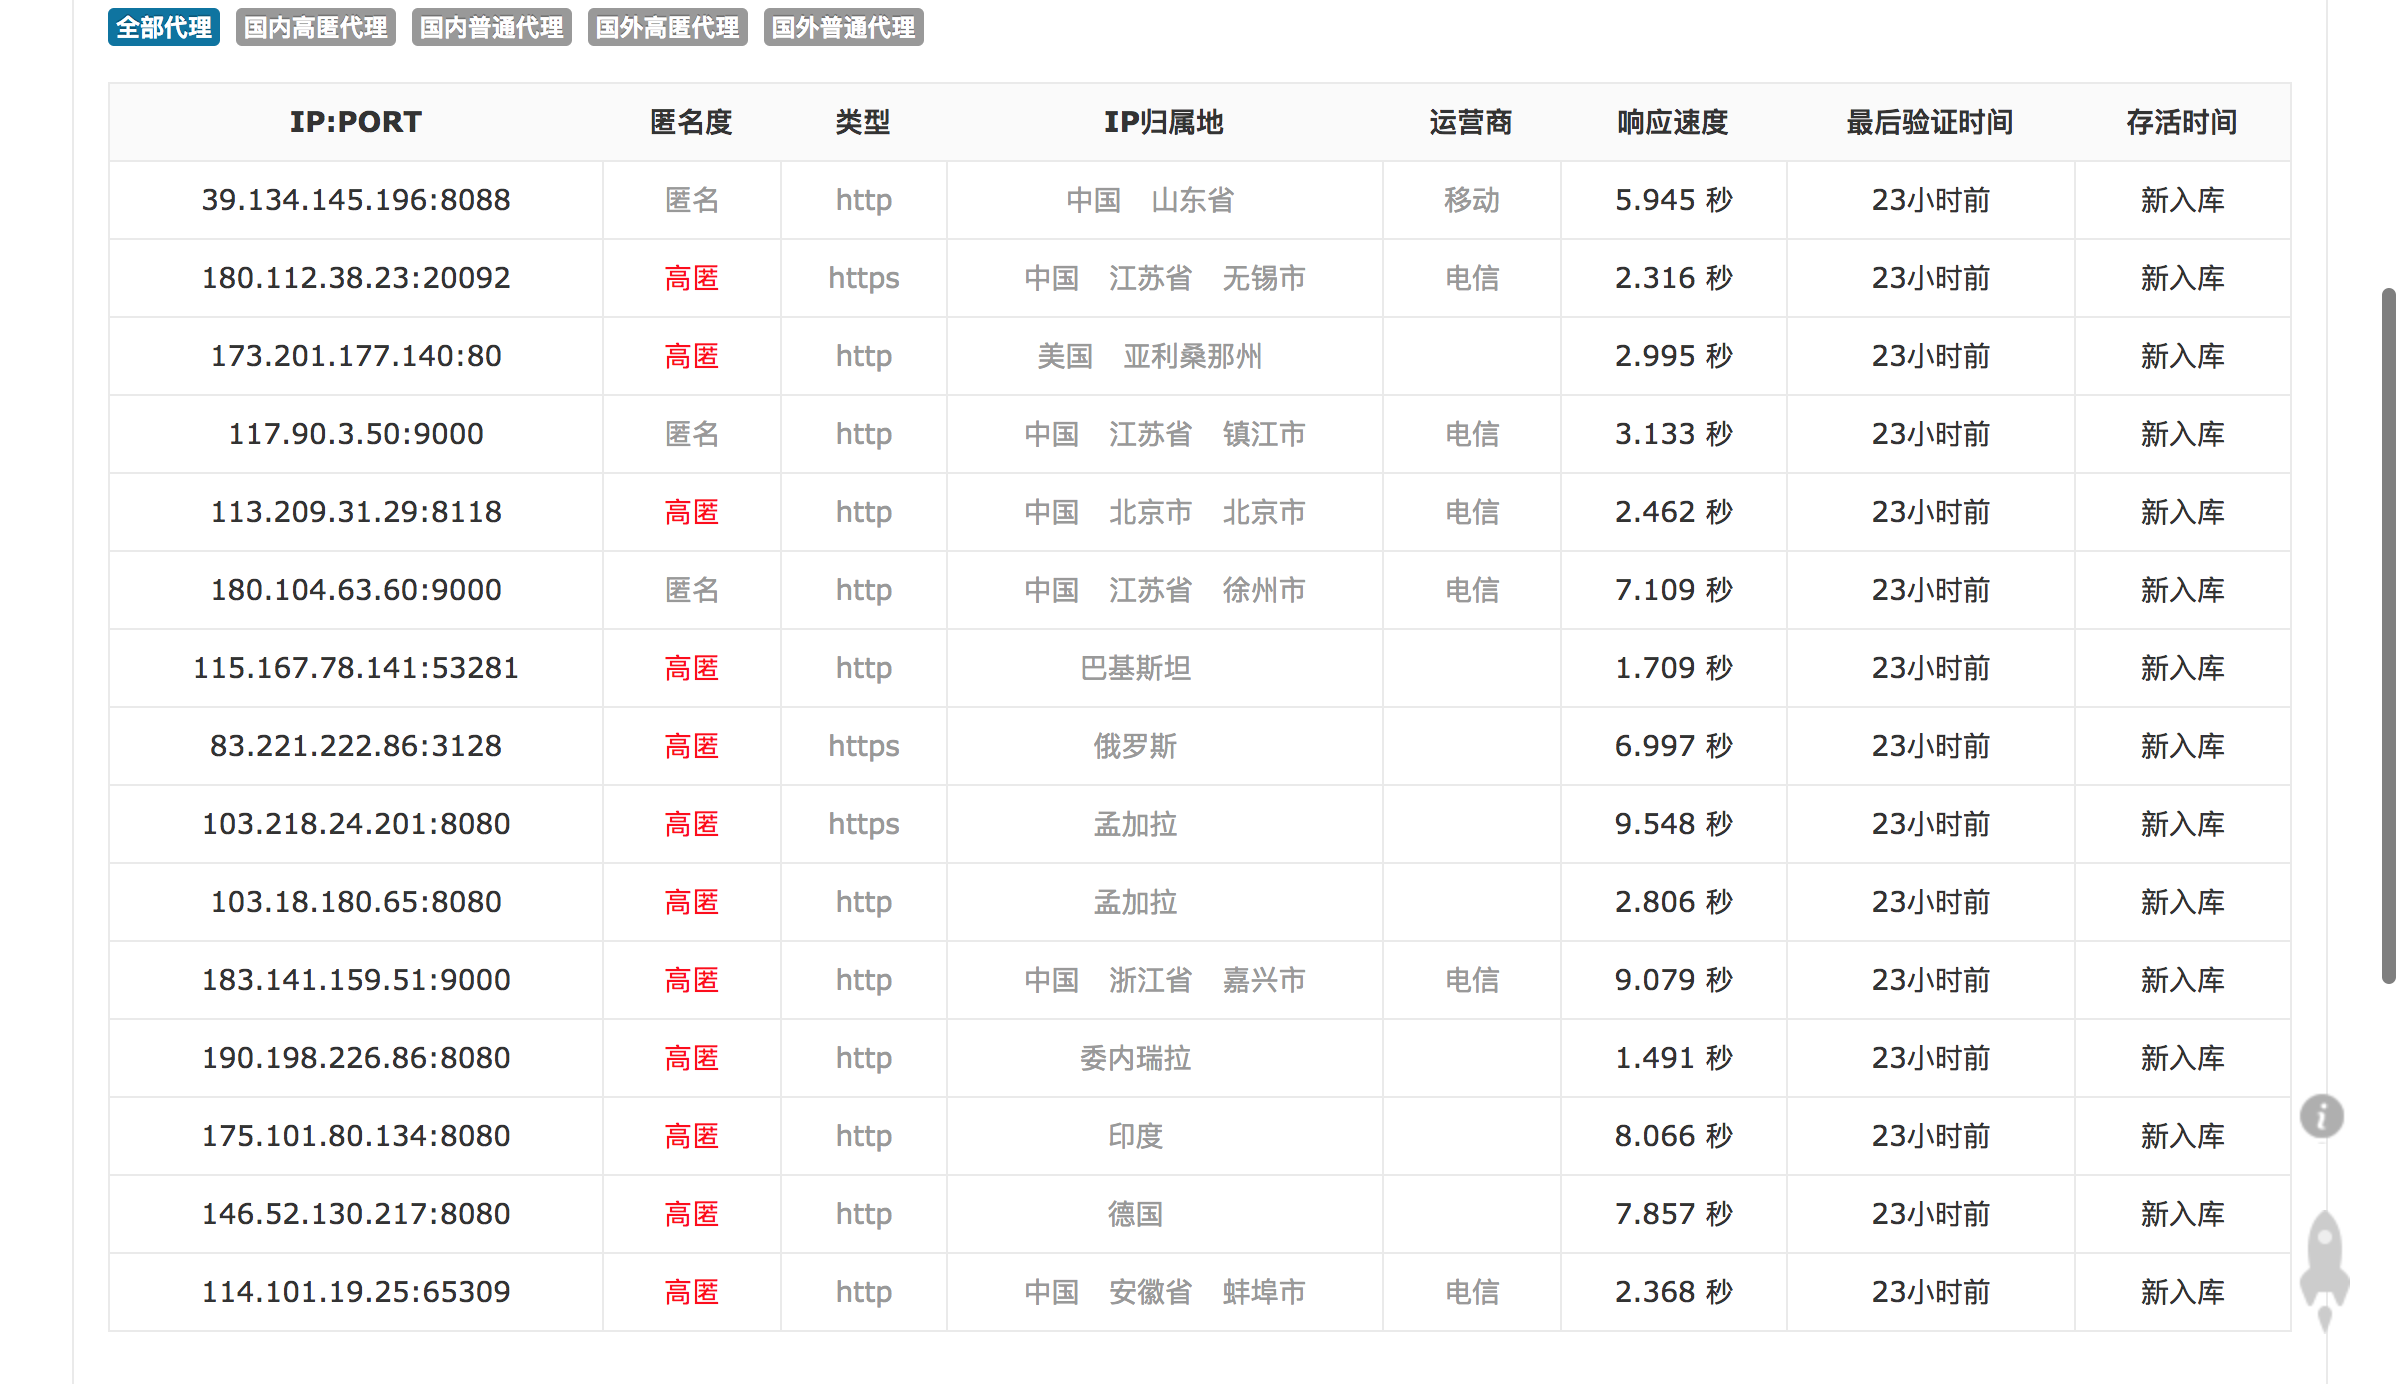 全部代理 国内高匿代理 国内普通代理 国外高匿代理 国外普通代理
IP:PORT 匿名度 类型 IP归属地 运营商 响应速度 最后验证时间 存活时间
39.134.145.196:8088 匿名 http 中国 山东省 移动 5.945 秒 23小时前 新入库
180.112.38.23:20092 高匿 https 中国 江苏省 无锡市 电信 2.316 秒 23小时前 新入库
173.201.177.140:80 高匿 http 美国 亚利桑那州 2.995 秒 23小时前 新入库
117.90.3.50:9000 匿名 http 中国 江苏省 镇江市 电信 3.133 秒 23小时前 新入库
113.209.31.29:8118 高匿 http 中国 北京市 北京市 电信 2.462 秒 23小时前 新入库
180.104.63.60:9000 匿名 http 中国 江苏省 徐州市 电信 7.109 秒 23小时前 新入库
115.167.78.141:53281 高匿 http 巴基斯坦 1.709 秒 23小时前 新入库
83.221.222.86:3128 高匿 https 俄罗斯 6.997 秒 23小时前 新入库
103.218.24.201:8080 高匿 https 孟加拉 9.548 秒 23小时前 新入库
103.18.180.65:8080 高匿 http 孟加拉 2.806 秒 23小时前 新入库
183.141.159.51:9000 高匿 http 中国 浙江省 嘉兴市 电信 9.079 秒 23小时前 新入库
190.198.226.86:8080 高匿 http 委内瑞拉 1.491 秒 23小时前 新入库
175.101.80.134:8080 高匿 http 印度 8.066 秒 23小时前 新入库
146.52.130.217:8080 高匿 http 德国 7.857 秒 23小时前 新入库
114.101.19.25:65309 高匿 http 中国 安徽省 蚌埠市 电信 2.368 秒 23小时前 新入库